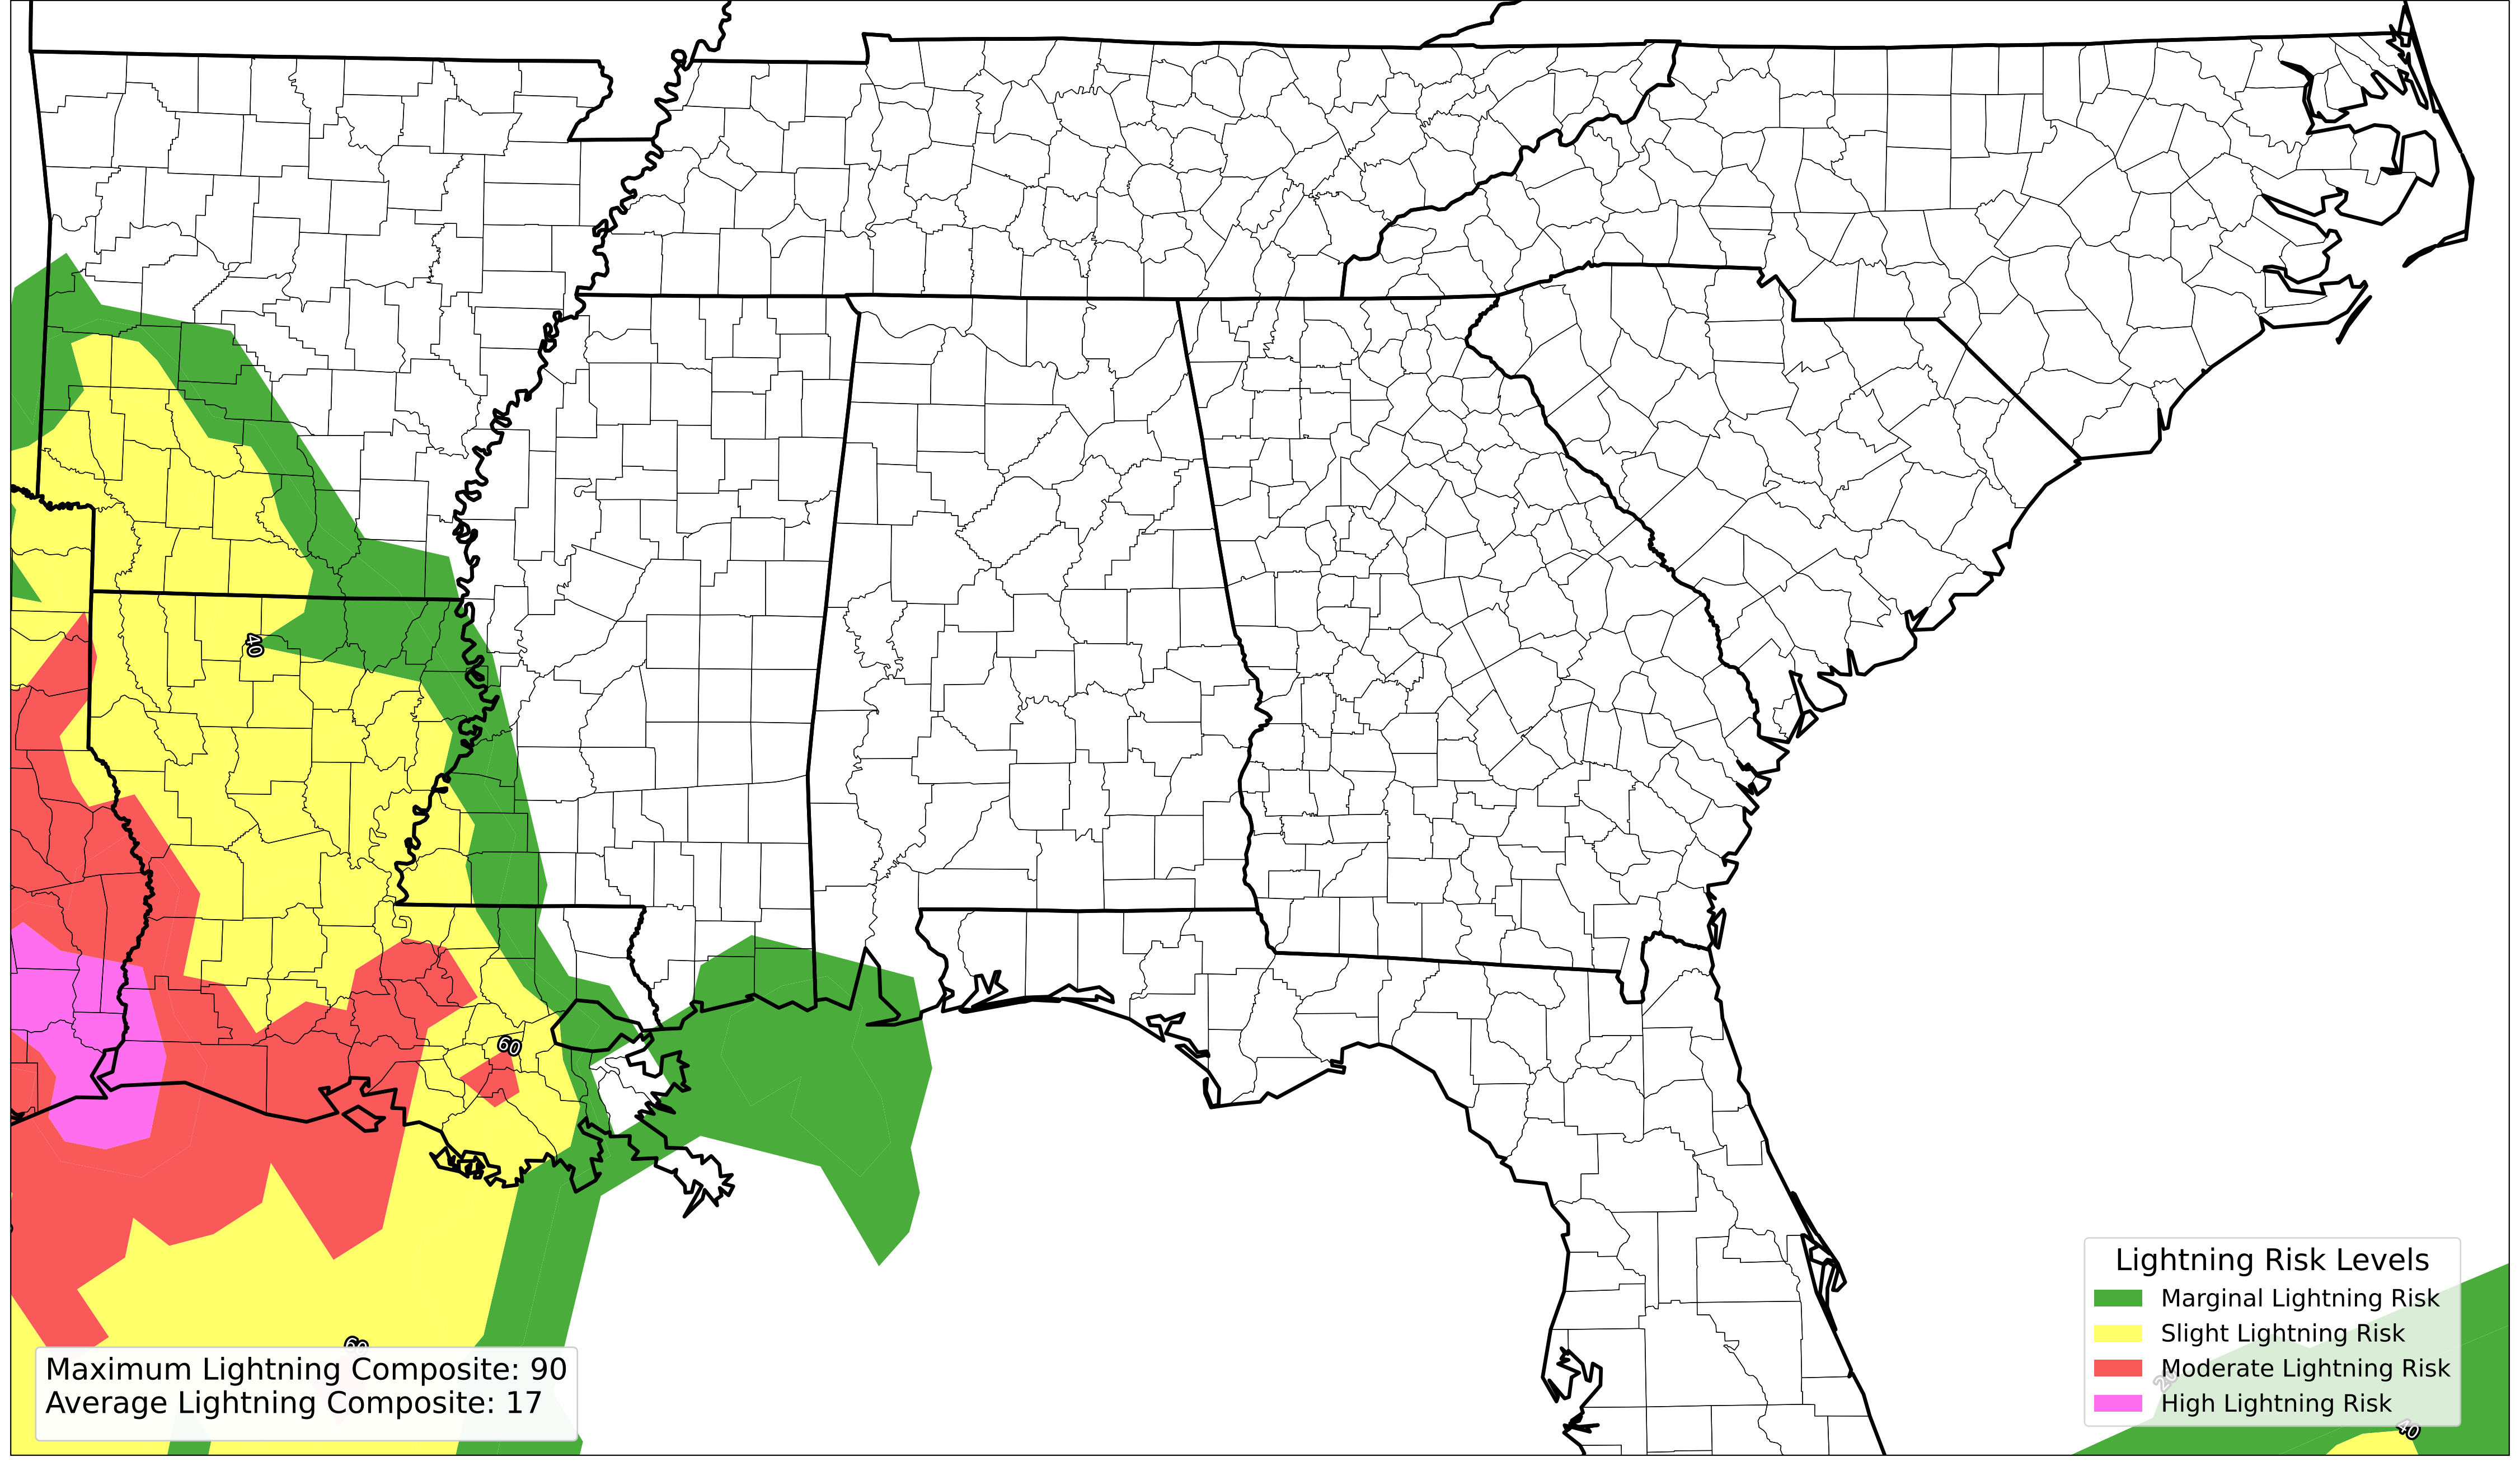 40
60
60
Maximum Lightning Composite: 90
Average Lightning Composite: 17
Lightning Risk Levels
Marginal Lightning Risk
Slight Lightning Risk
Moderate Lightning Risk
High Lightning Risk
40